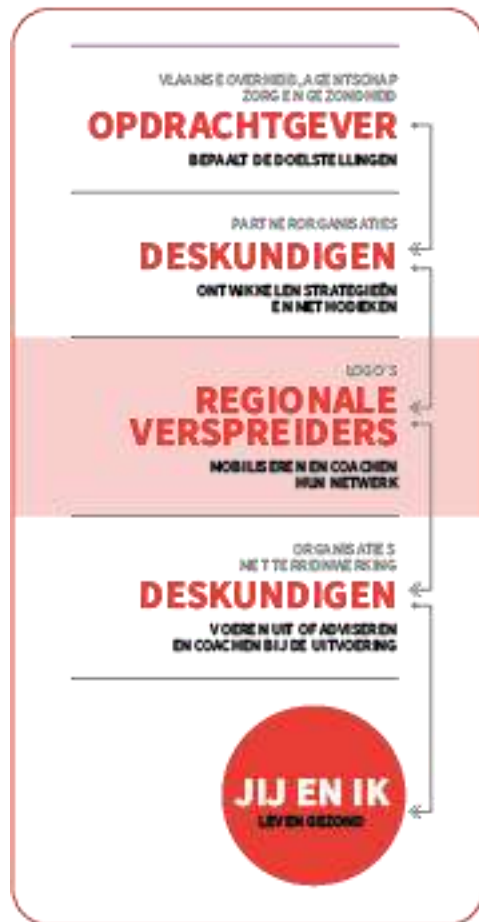 VLAAMSE OVERHEID, AGENTSCHAP
ZORG EN GEZONDHEID
OPDRACHTGEVER
BEPAALT DE DOELSTELLINGEN
PARTNERORGANISATIES
DESKUNDIGEN
ONTWIKKELEN STRATEGIEËN
EN METHODIEKEN
LOGO'S
REGIONALE
VERSPREIDERS
MOBILISEREN EN COACHEN
HUN NETWERK
ORGANISATIES
MET TERREINWERKING
DESKUNDIGEN
VOEREN UIT OF ADVISEREN
EN COACHEN BIJ DE UITVOERING
JIJ EN IK
LEVEN GEZOND